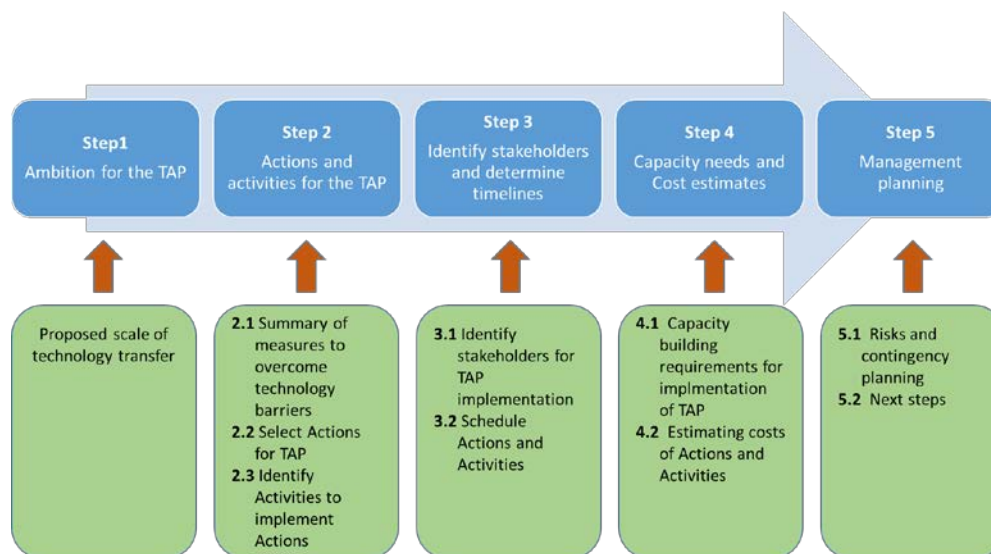 Step1
Ambition for the TAP
Step 2
Actions and
activities for the TAP
Step 3
Identify stakeholders
and determine
timelines
Step 4
Capacity needs and
Cost estimates
Step 5
Management
planning
Proposed scale of
technology transfer
2.1 Summary of
measures to
overcome
technology
barriers
2.2 Select Actions
for TAP
2.3 Identify
Activities to
implement
Actions
3.1 Identify
stakeholders for
TAP
implementation
3.2 Schedule
Actions and
Activities
4.1 Capacity
building
requirements for
implmentation
of TAP
4.2 Estimating costs
of Actions and
Activities
5.1 Risks and
contingency
planning
5.2 Next steps